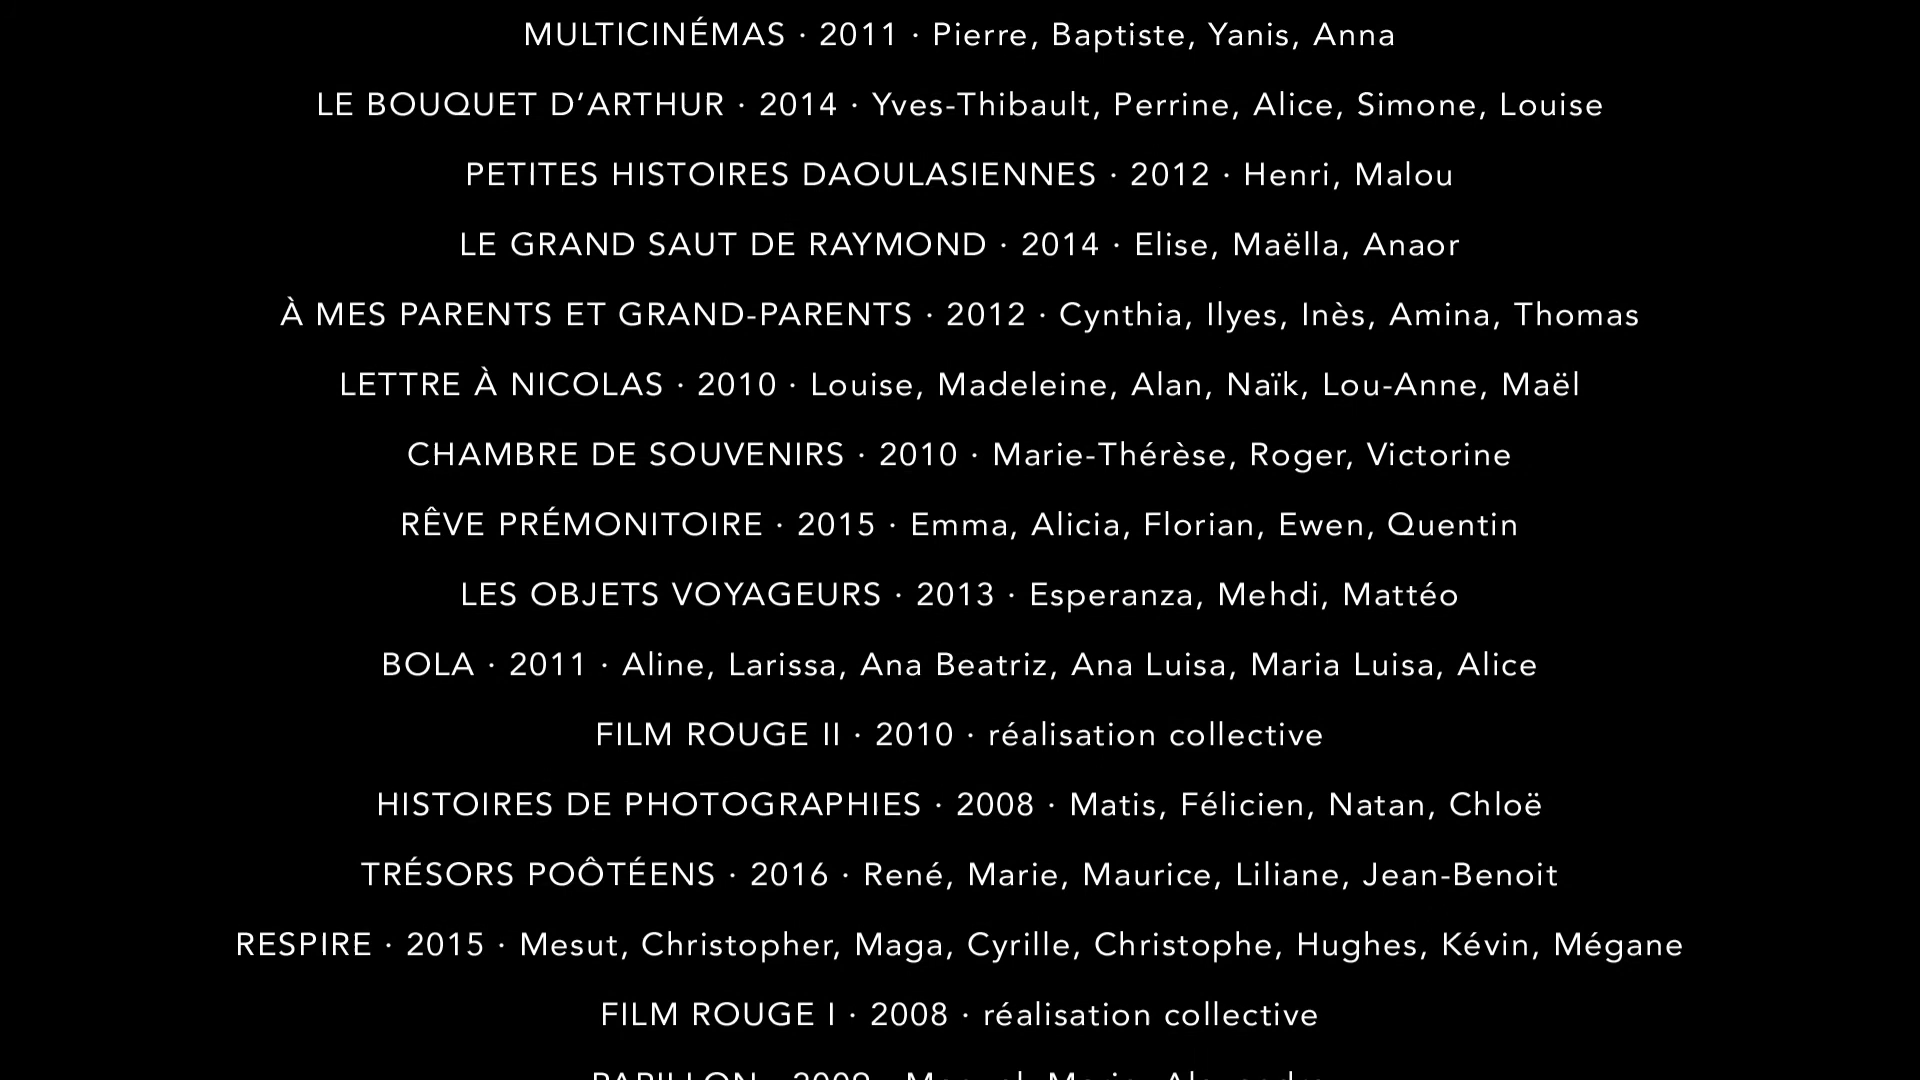 MULTICINÉMAS · 2011 · Pierre, Baptiste, Yanis, Anna
LE BOUQUET D’ARTHUR · 2014 · Yves-Thibault, Perrine, Alice, Simone, Louise
PETITES HISTOIRES DAOULASIENNES · 2012 · Henri, Malou
LE GRAND SAUT DE RAYMOND · 2014 · Elise, Maëlla, Anaor
À MES PARENTS ET GRAND-PARENTS · 2012 · Cynthia, Ilyes, Inès, Amina, Thomas
LETTRE À NICOLAS · 2010 · Louise, Madeleine, Alan, Naïk, Lou-Anne, Maël
CHAMBRE DE SOUVENIRS · 2010 · Marie-Thérèse, Roger, Victorine
RÊVE PRÉMONITOIRE · 2015 · Emma, Alicia, Florian, Ewen, Quentin
LES OBJETS VOYAGEURS · 2013 · Esperanza, Mehdi, Mattéo
BOLA · 2011 · Aline, Larissa, Ana Beatriz, Ana Luisa, Maria Luisa, Alice
FILM ROUGE II · 2010 · réalisation collective
HISTOIRES DE PHOTOGRAPHIES · 2008 · Matis, Félicien, Natan, Chloë
TRÉSORS POÔTÉENS · 2016 · René, Marie, Maurice, Liliane, Jean-Benoit
RESPIRE · 2015 · Mesut, Christopher, Maga, Cyrille, Christophe, Hughes, Kévin, Mégane
FILM ROUGE I · 2008 · réalisation collective
PAPILLON